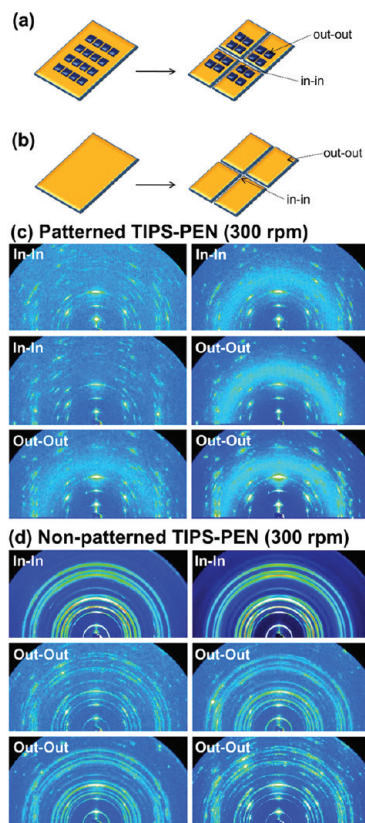 (a)
out-out
in-in
(b)
out-out
in-in
(c) Patterned TIPS-PEN (300 rpm)
In-In
In-In
In-In
Out-Out
Out-Out
Out-Out
(d) Non-patterned TIPS-PEN (300 rpm)
In-In
In-In
Out-Out
Out-Out
Out-Out
Out-Out